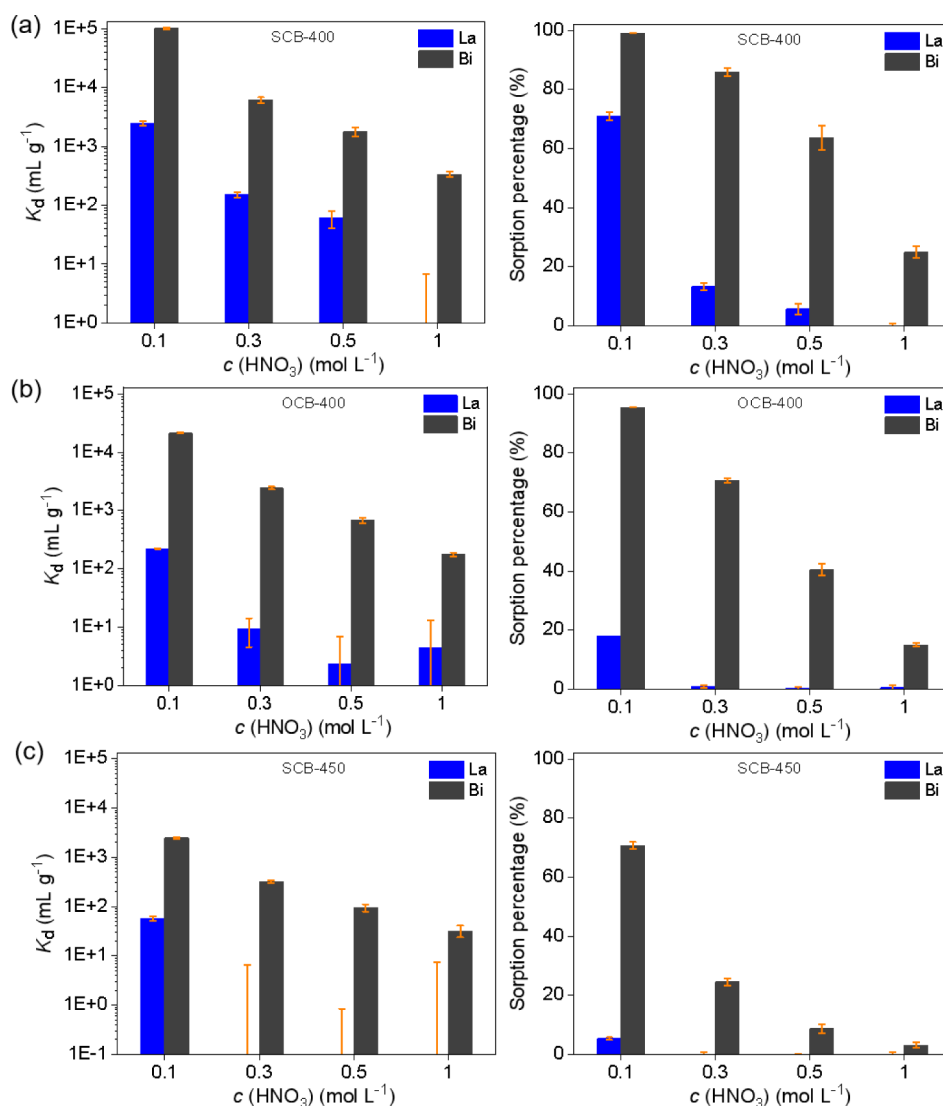 (a)
SCB-400
La
Bi
1E+5
1E+4
1E+3
1E+2
1E+1
1E+0
K_d (mL g⁻¹)
0.1 0.3 0.5 1
c (HNO₃) (mol L⁻¹)
SCB-400
La
Bi
100
80
60
40
20
0
Sorption percentage (%)
0.1 0.3 0.5 1
c (HNO₃) (mol L⁻¹)
(b)
OCB-400
La
Bi
1E+5
1E+4
1E+3
1E+2
1E+1
1E+0
K_d (mL g⁻¹)
0.1 0.3 0.5 1
c (HNO₃) (mol L⁻¹)
OCB-400
La
Bi
100
80
60
40
20
0
Sorption percentage (%)
0.1 0.3 0.5 1
c (HNO₃) (mol L⁻¹)
(c)
SCB-450
La
Bi
1E+5
1E+4
1E+3
1E+2
1E+1
1E+0
1E-1
K_d (mL g⁻¹)
0.1 0.3 0.5 1
c (HNO₃) (mol L⁻¹)
SCB-450
La
Bi
100
80
60
40
20
0
Sorption percentage (%)
0.1 0.3 0.5 1
c (HNO₃) (mol L⁻¹)